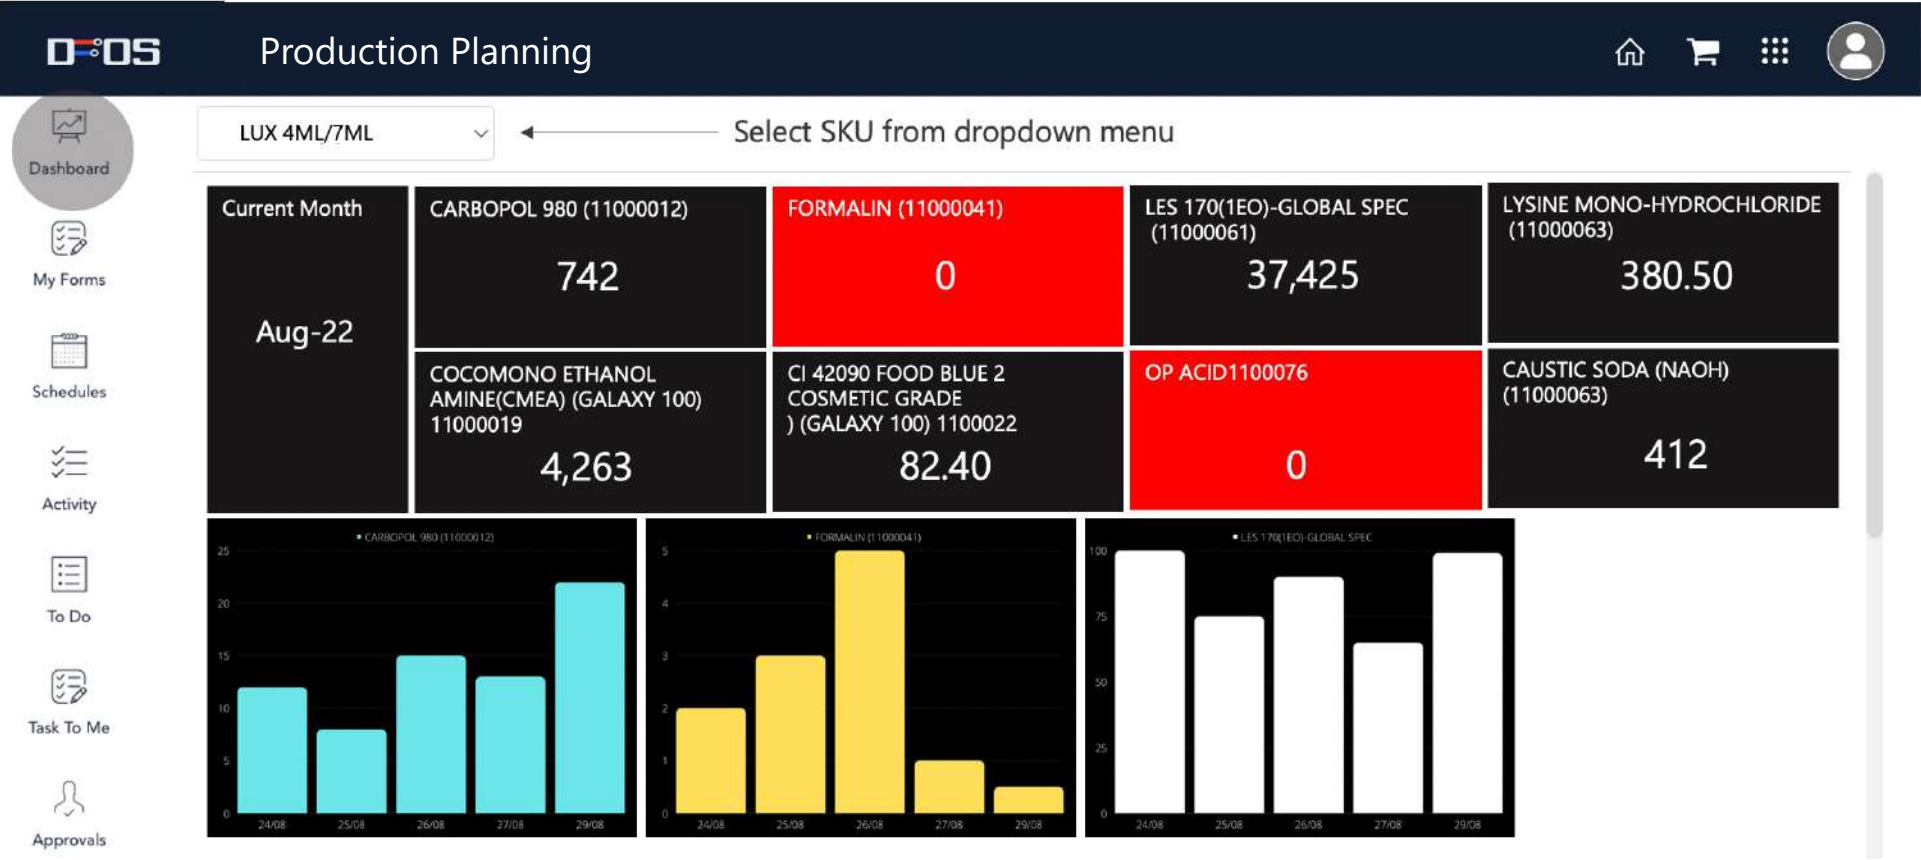 DFOS
Production Planning
Dashboard
My Forms
Schedules
Activity
To Do
Task To Me
Approvals
LUX 4ML/7ML
Select SKU from dropdown menu
Current Month
Aug-22
CARBOPOL 980 (11000012)
742
FORMALIN (11000041)
0
LES 170(1EO)-GLOBAL SPEC
(11000061)
37,425
LYSINE MONO-HYDROCHLORIDE
(11000063)
380.50
COCOMONO ETHANOL
AMINE(CMEA) (GALAXY 100)
11000019
4,263
CI 42090 FOOD BLUE 2
COSMETIC GRADE
) (GALAXY 100) 1100022
82.40
OP ACID1100076
0
CAUSTIC SODA (NAOH)
(11000063)
412
CARBOPOL 980 (11000012)
25
20
15
10
5
0
24/08 25/08 26/08 27/08 29/08
FORMALIN (11000041)
5
4
3
2
1
0
24/08 25/08 26/08 27/08 29/08
LES 170(1EO)-GLOBAL SPEC
100
75
50
25
0
24/08 25/08 26/08 27/08 29/08